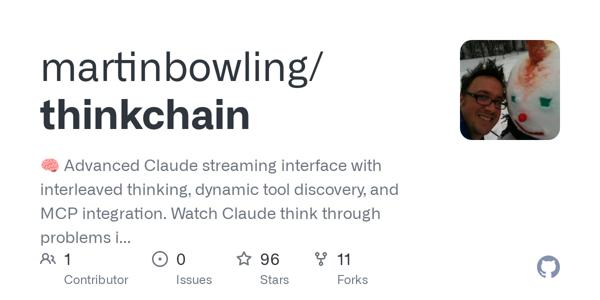 martinbowling/
thinkchain
🧠 Advanced Claude streaming interface with
interleaved thinking, dynamic tool discovery, and
MCP integration. Watch Claude think through
problems i...
1 0 96 11
Contributor Issues Stars Forks